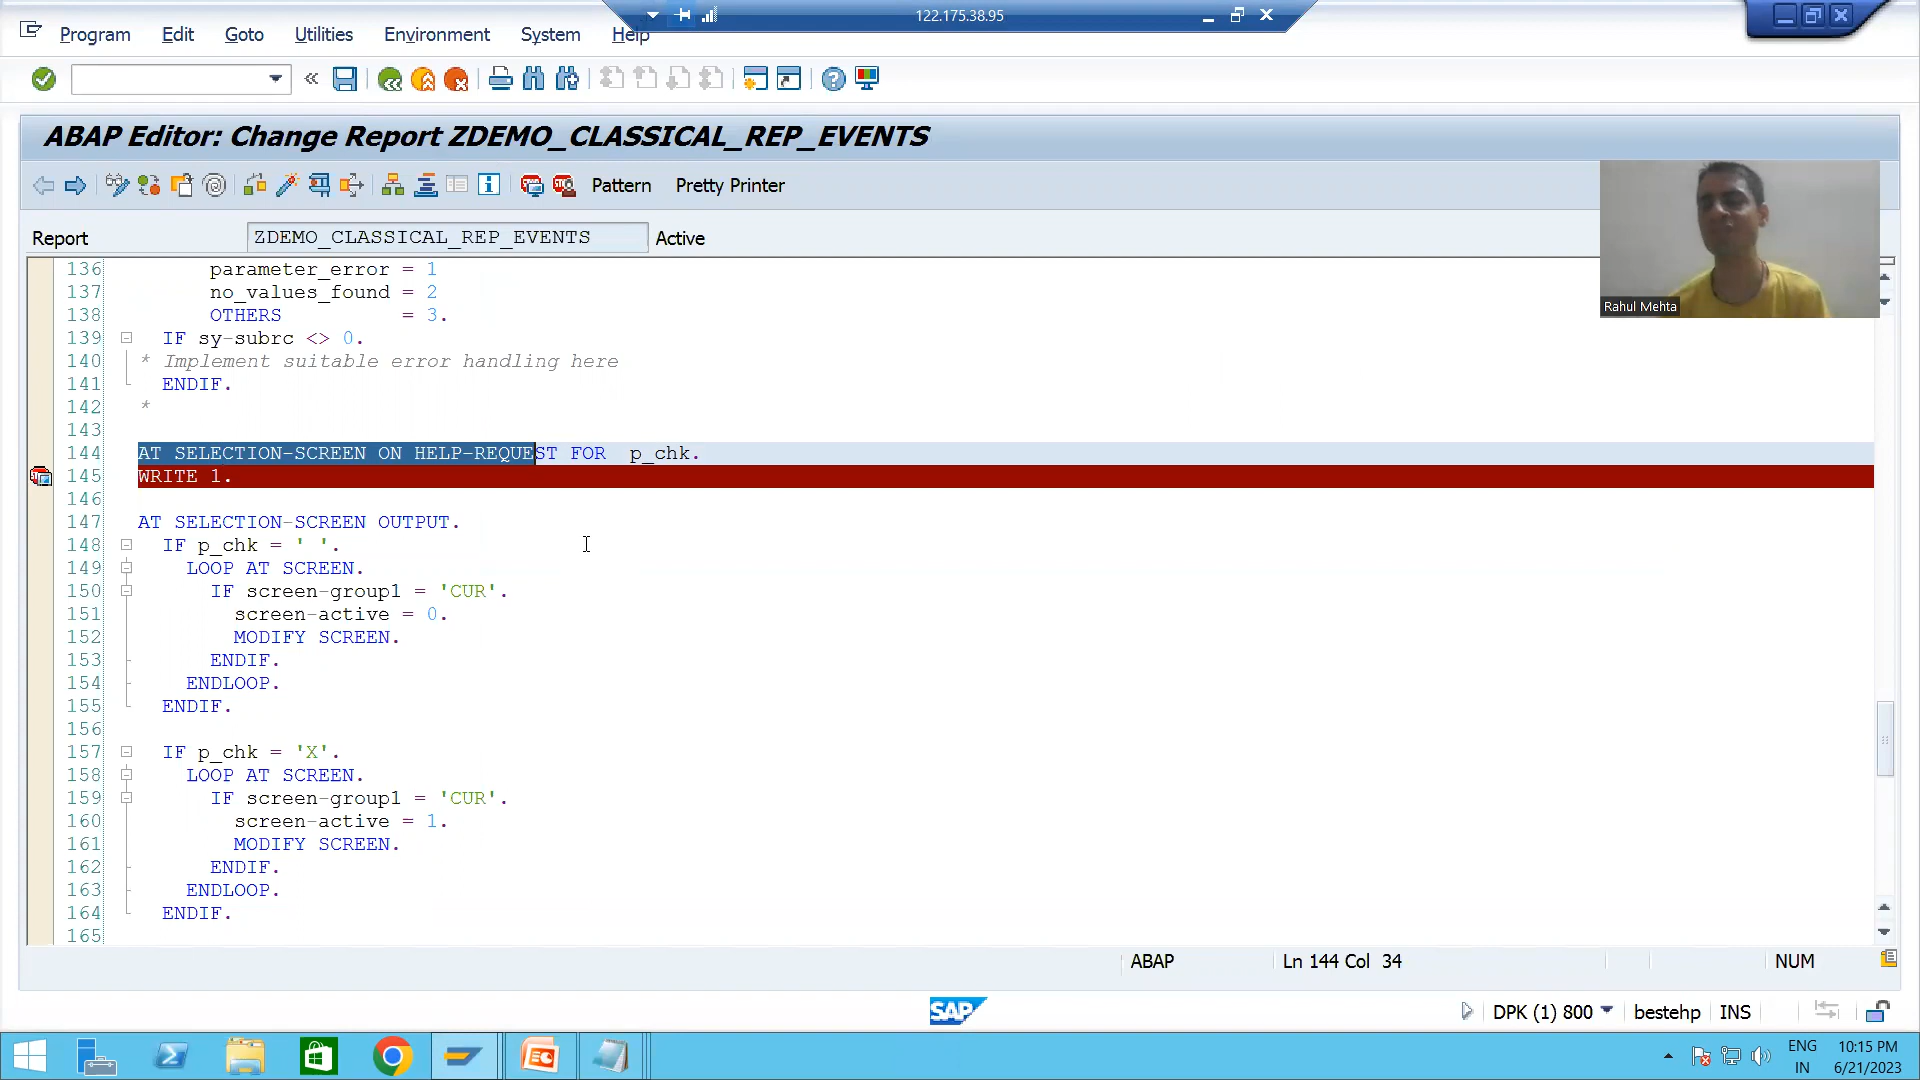 122.175.38.95
Program Edit Goto Utilities Environment System Help
ABAP Editor: Change Report ZDEMO_CLASSICAL_REP_EVENTS
Pattern Pretty Printer
Report ZDEMO_CLASSICAL_REP_EVENTS Active
Rahul Mehta
136 parameter_error = 1
137 no_values_found = 2
138 OTHERS = 3.
139 IF sy-subrc <> 0.
140 * Implement suitable error handling here
141 ENDIF.
142 *
143
144 AT SELECTION-SCREEN ON HELP-REQUEST FOR p_chk.
145 WRITE 1.
146
147 AT SELECTION-SCREEN OUTPUT.
148 IF p_chk = ' '.
149 LOOP AT SCREEN.
150 IF screen-group1 = 'CUR'.
151 screen-active = 0.
152 MODIFY SCREEN.
153 ENDIF.
154 ENDLOOP.
155 ENDIF.
156
157 IF p_chk = 'X'.
158 LOOP AT SCREEN.
159 IF screen-group1 = 'CUR'.
160 screen-active = 1.
161 MODIFY SCREEN.
162 ENDIF.
163 ENDLOOP.
164 ENDIF.
165
ABAP Ln 144 Col 34 NUM
SAP DPK (1) 800 bestehp INS
ENG 10:15 PM
IN 6/21/2023